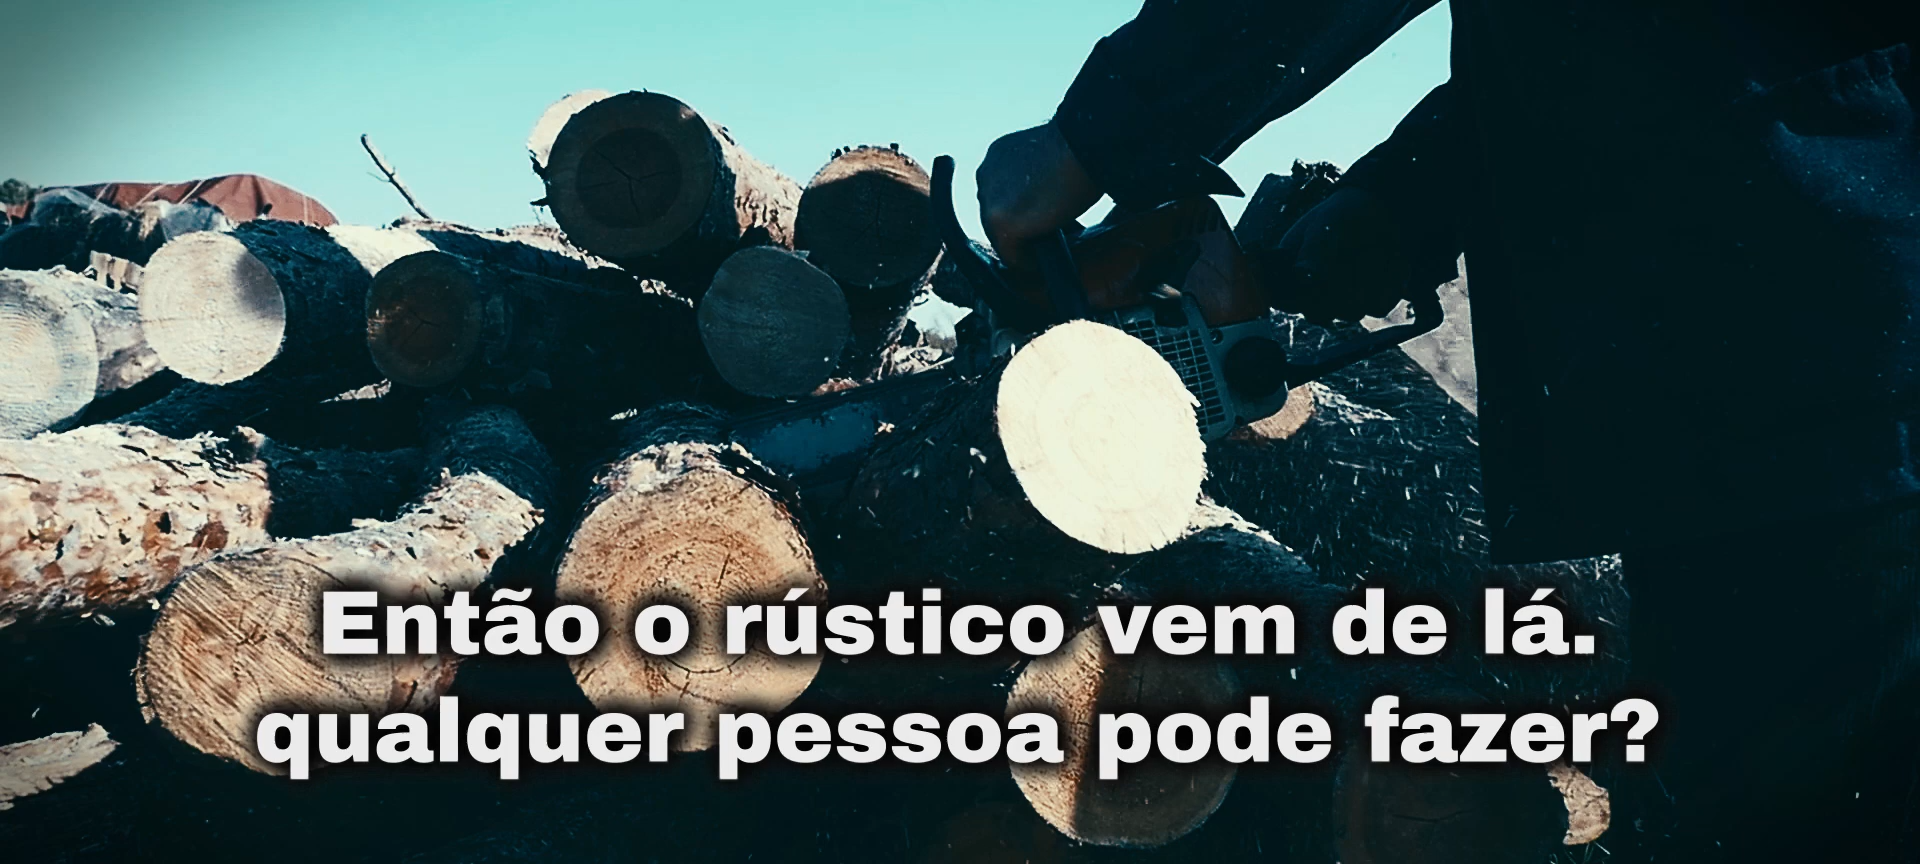 Então o rústico vem de lá.
qualquer pessoa pode fazer?